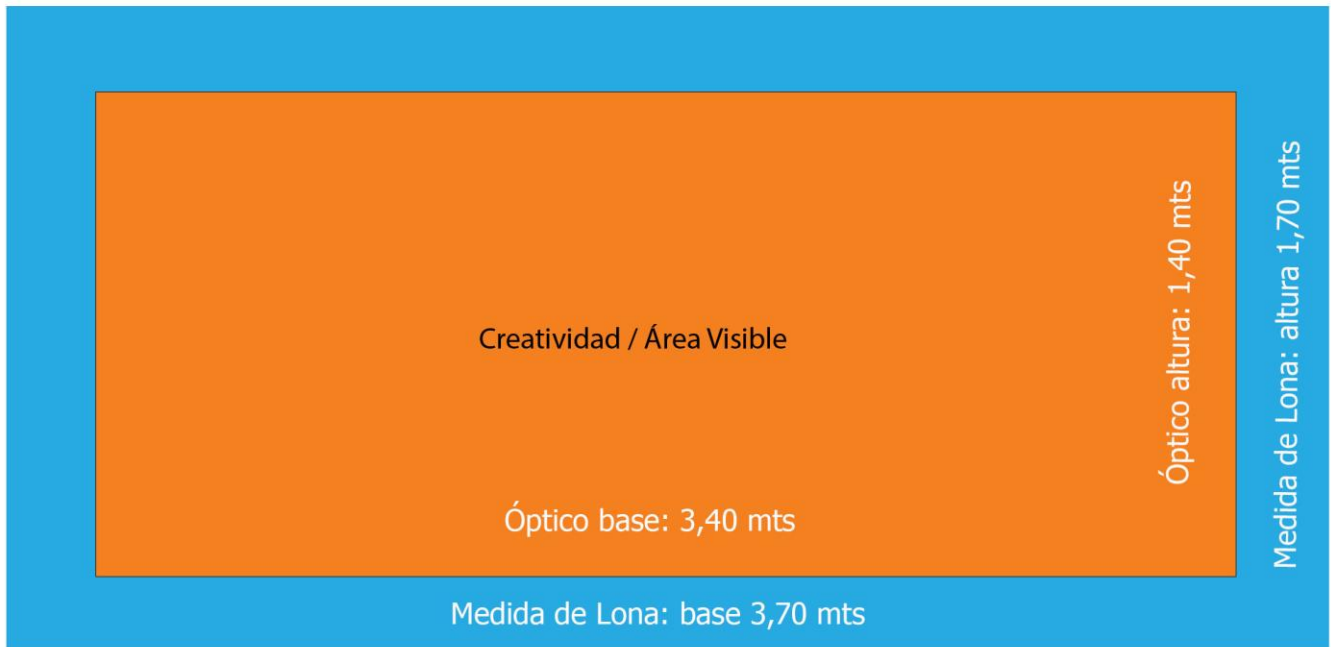 Creatividad / Área Visible
Óptico altura: 1,40 mts
Medida de Lona: altura 1,70 mts
Óptico base: 3,40 mts
Medida de Lona: base 3,70 mts